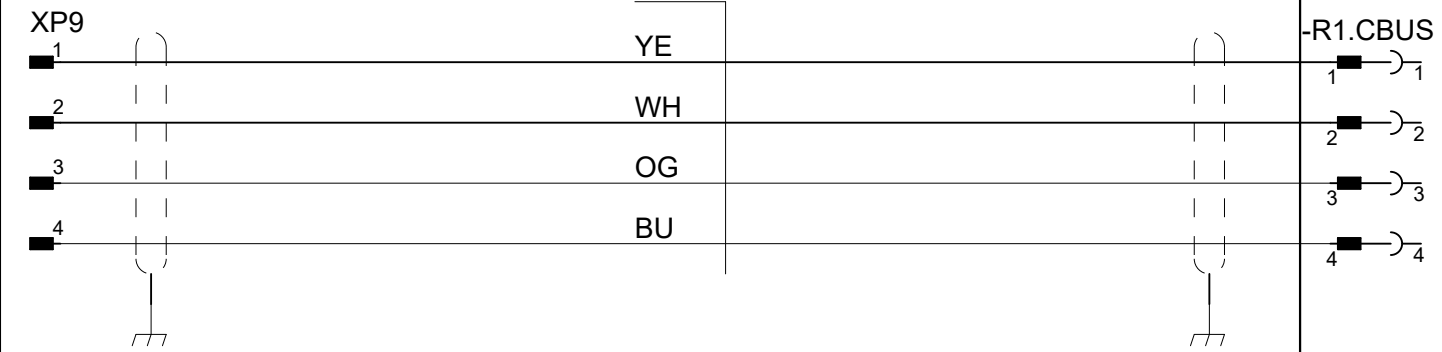 XP9
-R1.CBUS
1 YE 1 1
2 WH 2 2
3 OG 3 3
4 BU 4 4